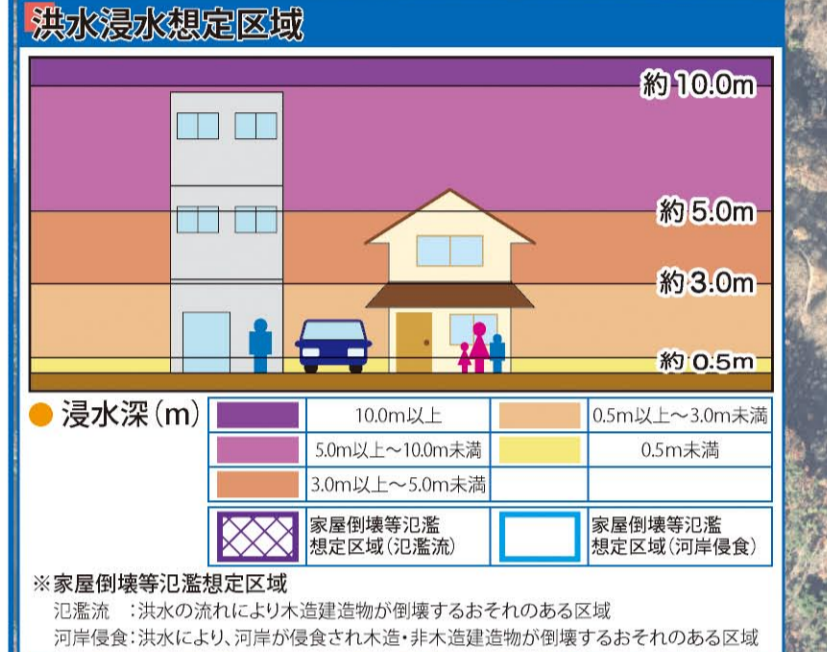 洪水浸水想定区域
約10.0m
約5.0m
約3.0m
約0.5m
● 浸水深(m)
10.0m以上
0.5m以上～3.0m未満
5.0m以上～10.0m未満
0.5m未満
3.0m以上～5.0m未満
家屋倒壊等氾濫
想定区域(氾濫流)
家屋倒壊等氾濫
想定区域(河岸侵食)
※家屋倒壊等氾濫想定区域
氾濫流　：洪水の流れにより木造建造物が倒壊するおそれのある区域
河岸侵食：洪水により、河岸が侵食され木造・非木造建造物が倒壊するおそれのある区域